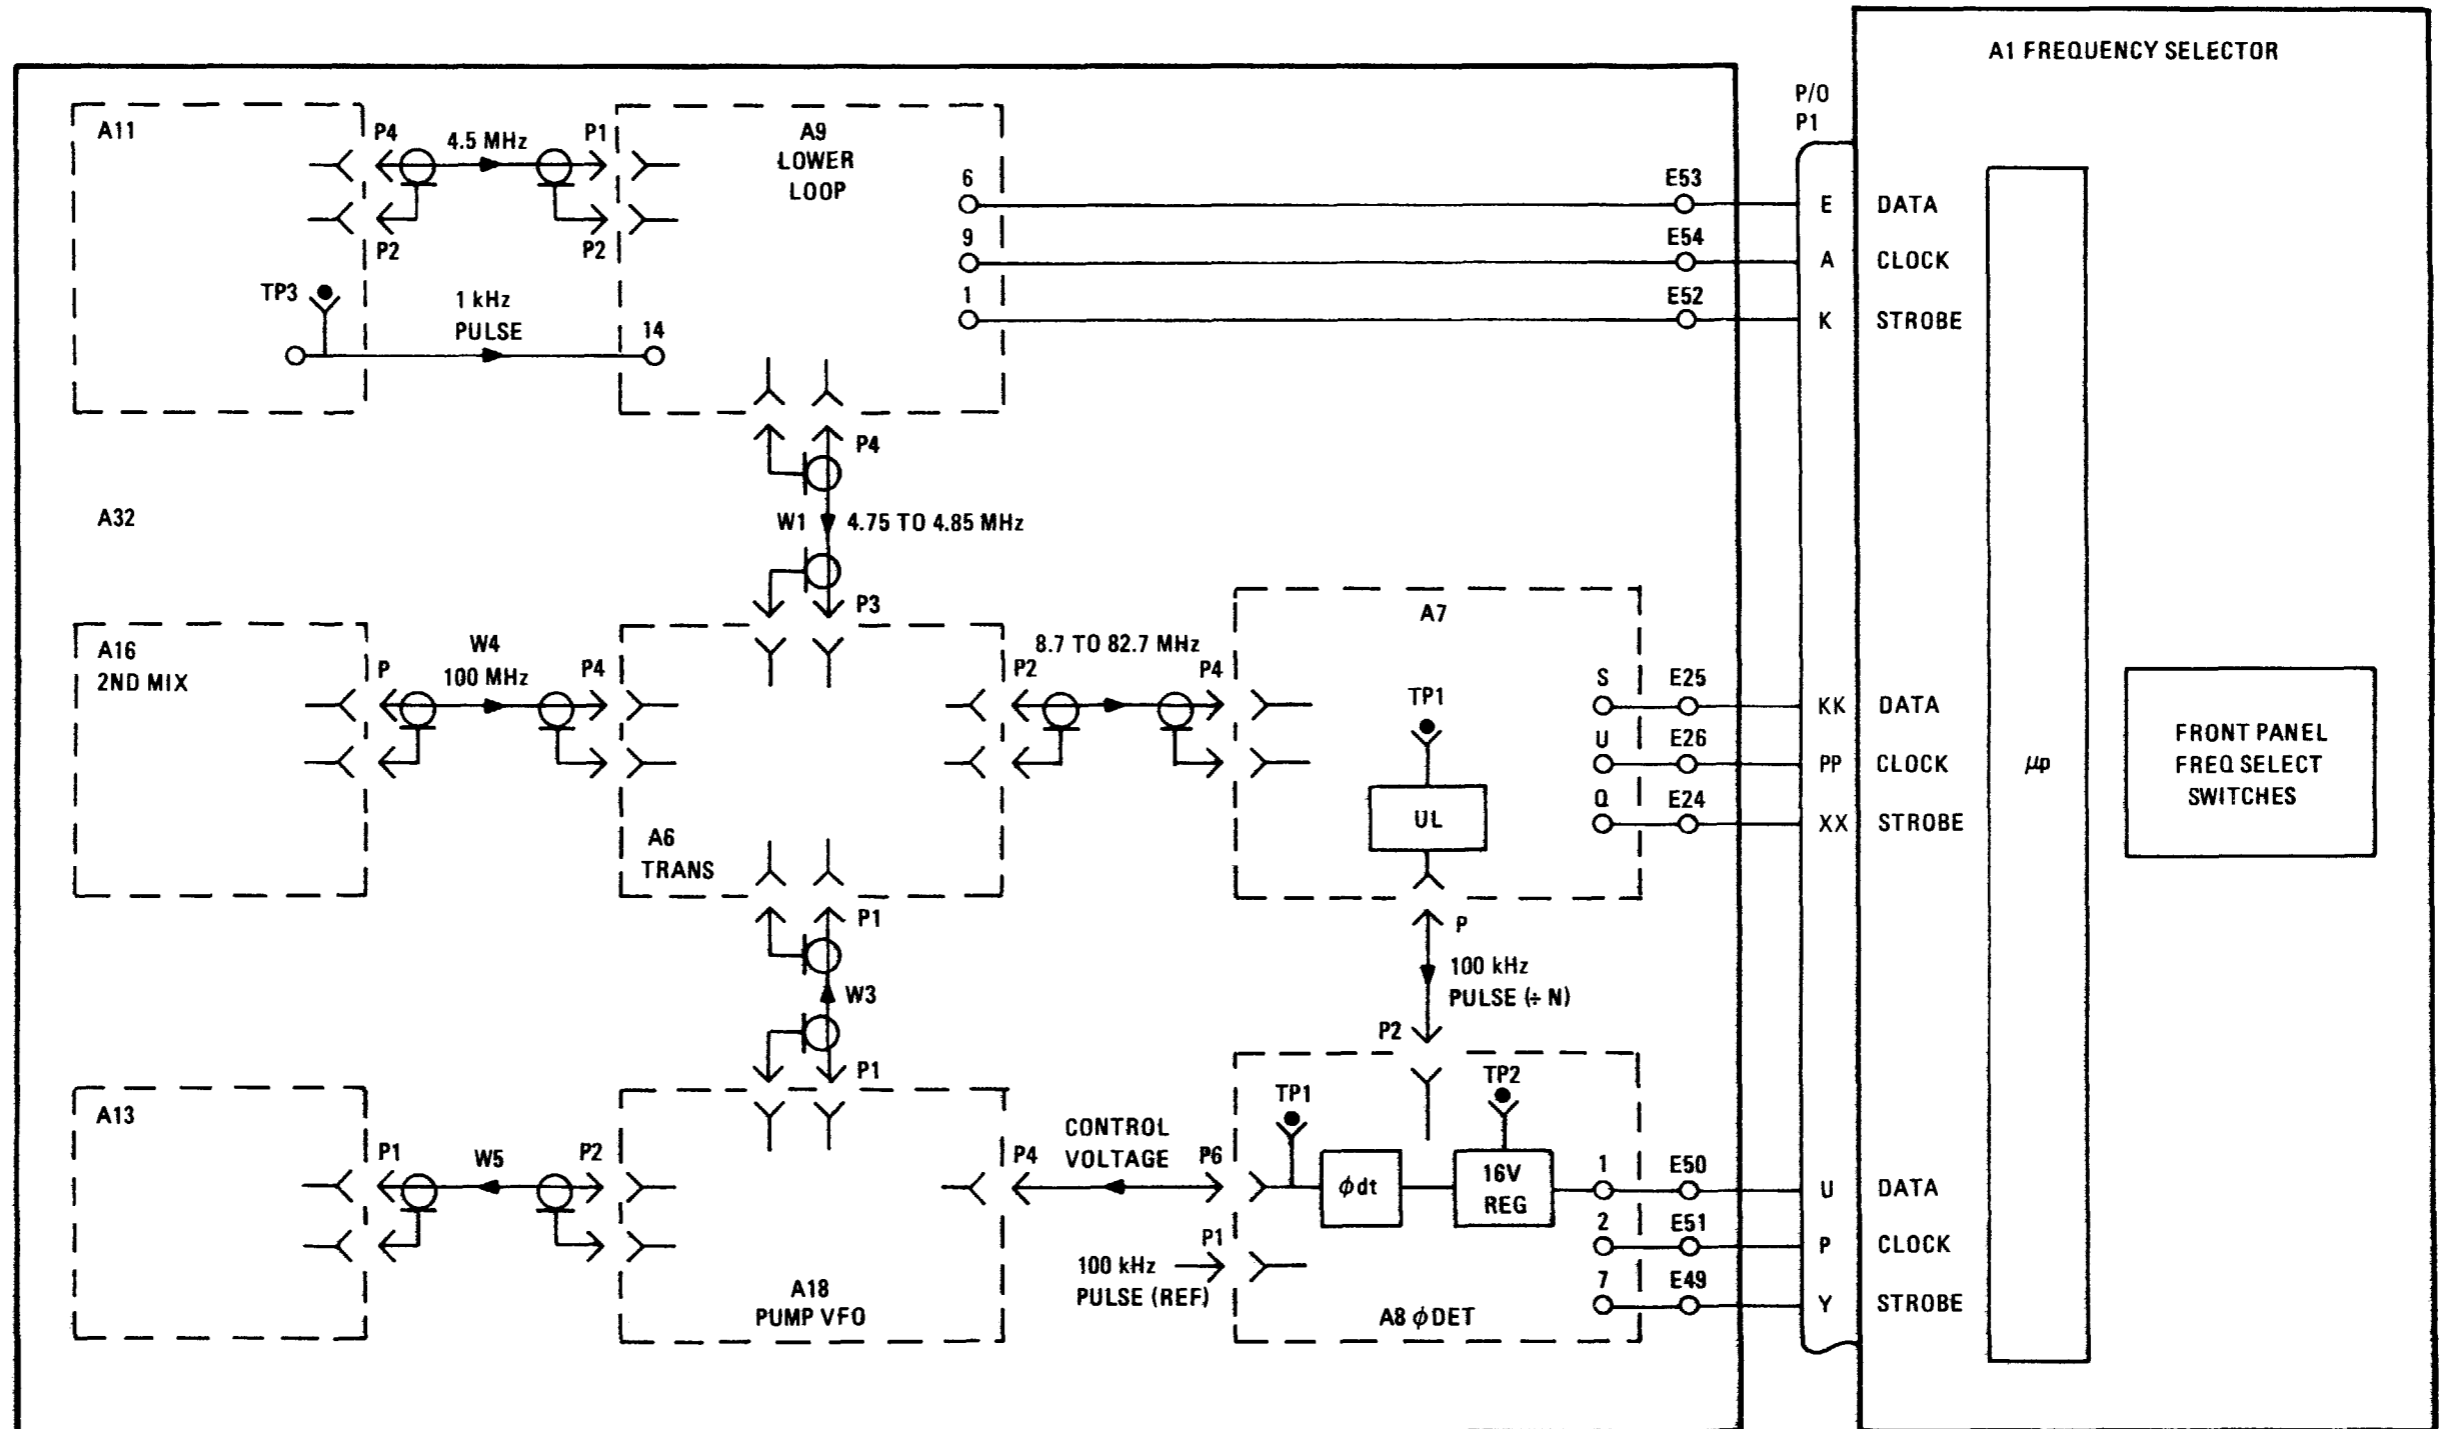 A1 FREQUENCY SELECTOR
P/O
P1
A11
P4
4.5 MHz
P1
A9
LOWER
LOOP
P2
P2
TP3
1 kHz
PULSE
14
6
E53
E
DATA
9
E54
A
CLOCK
1
E52
K
STROBE
P4
A32
W1
4.75 TO 4.85 MHz
P3
A16
2ND MIX
P
W4
100 MHz
P4
A6
TRANS
P2
8.7 TO 82.7 MHz
P4
A7
TP1
UL
S
E25
KK
DATA
U
E26
PP
CLOCK
Q
E24
XX
STROBE
μp
FRONT PANEL
FREQ SELECT
SWITCHES
P1
W3
P1
P
100 kHz
PULSE (÷ N)
P2
A13
P1
W5
P2
A18
PUMP VFO
P4
CONTROL
VOLTAGE
P6
TP1
TP2
ϕdt
16V
REG
P1
100 kHz
PULSE (REF)
A8 ϕDET
1
E50
U
DATA
2
E51
P
CLOCK
7
E49
Y
STROBE